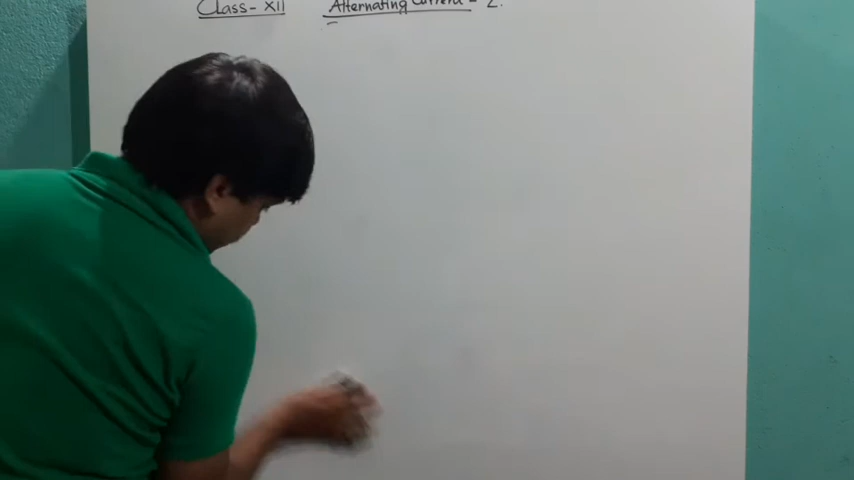 Class- XII Alternating Current - 2.